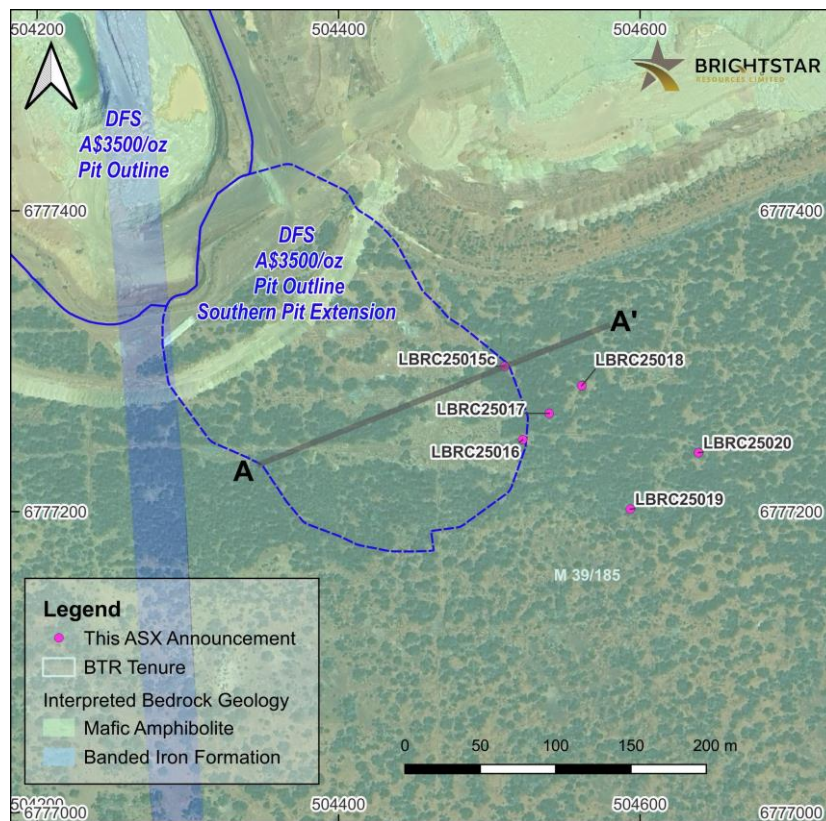 504200
504400
504600
BRIGHTSTAR
RESOURCES LIMITED
DFS
A$3500/oz
Pit Outline
6777400
6777400
DFS
A$3500/oz
Pit Outline
Southern Pit Extension
A'
LBRC25015c
LBRC25018
LBRC25017
LBRC25016
LBRC25020
A
LBRC25019
6777200
6777200
M 39/185
Legend
This ASX Announcement
BTR Tenure
Interpreted Bedrock Geology
Mafic Amphibolite
Banded Iron Formation
0 50 100 150 200 m
504200
504400
504600
6777000
6777000